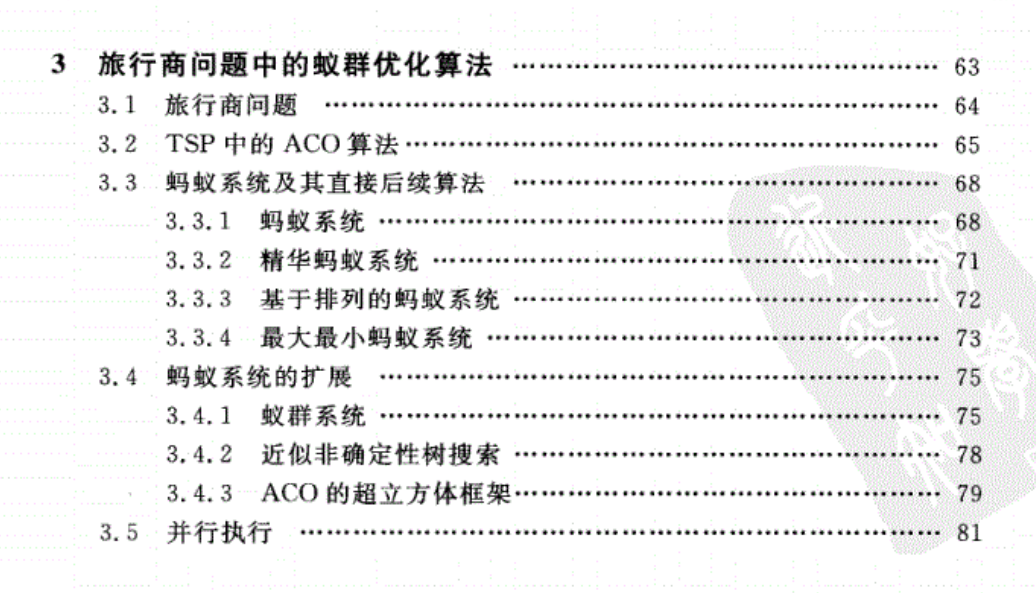 3 旅行商问题中的蚁群优化算法 …… 63
3.1 旅行商问题 …… 64
3.2 TSP 中的 ACO 算法 …… 65
3.3 蚂蚁系统及其直接后续算法 …… 68
3.3.1 蚂蚁系统 …… 68
3.3.2 精华蚂蚁系统 …… 71
3.3.3 基于排列的蚂蚁系统 …… 72
3.3.4 最大最小蚂蚁系统 …… 73
3.4 蚂蚁系统的扩展 …… 75
3.4.1 蚁群系统 …… 75
3.4.2 近似非确定性树搜索 …… 78
3.4.3 ACO 的超立方体框架 …… 79
3.5 并行执行 …… 81